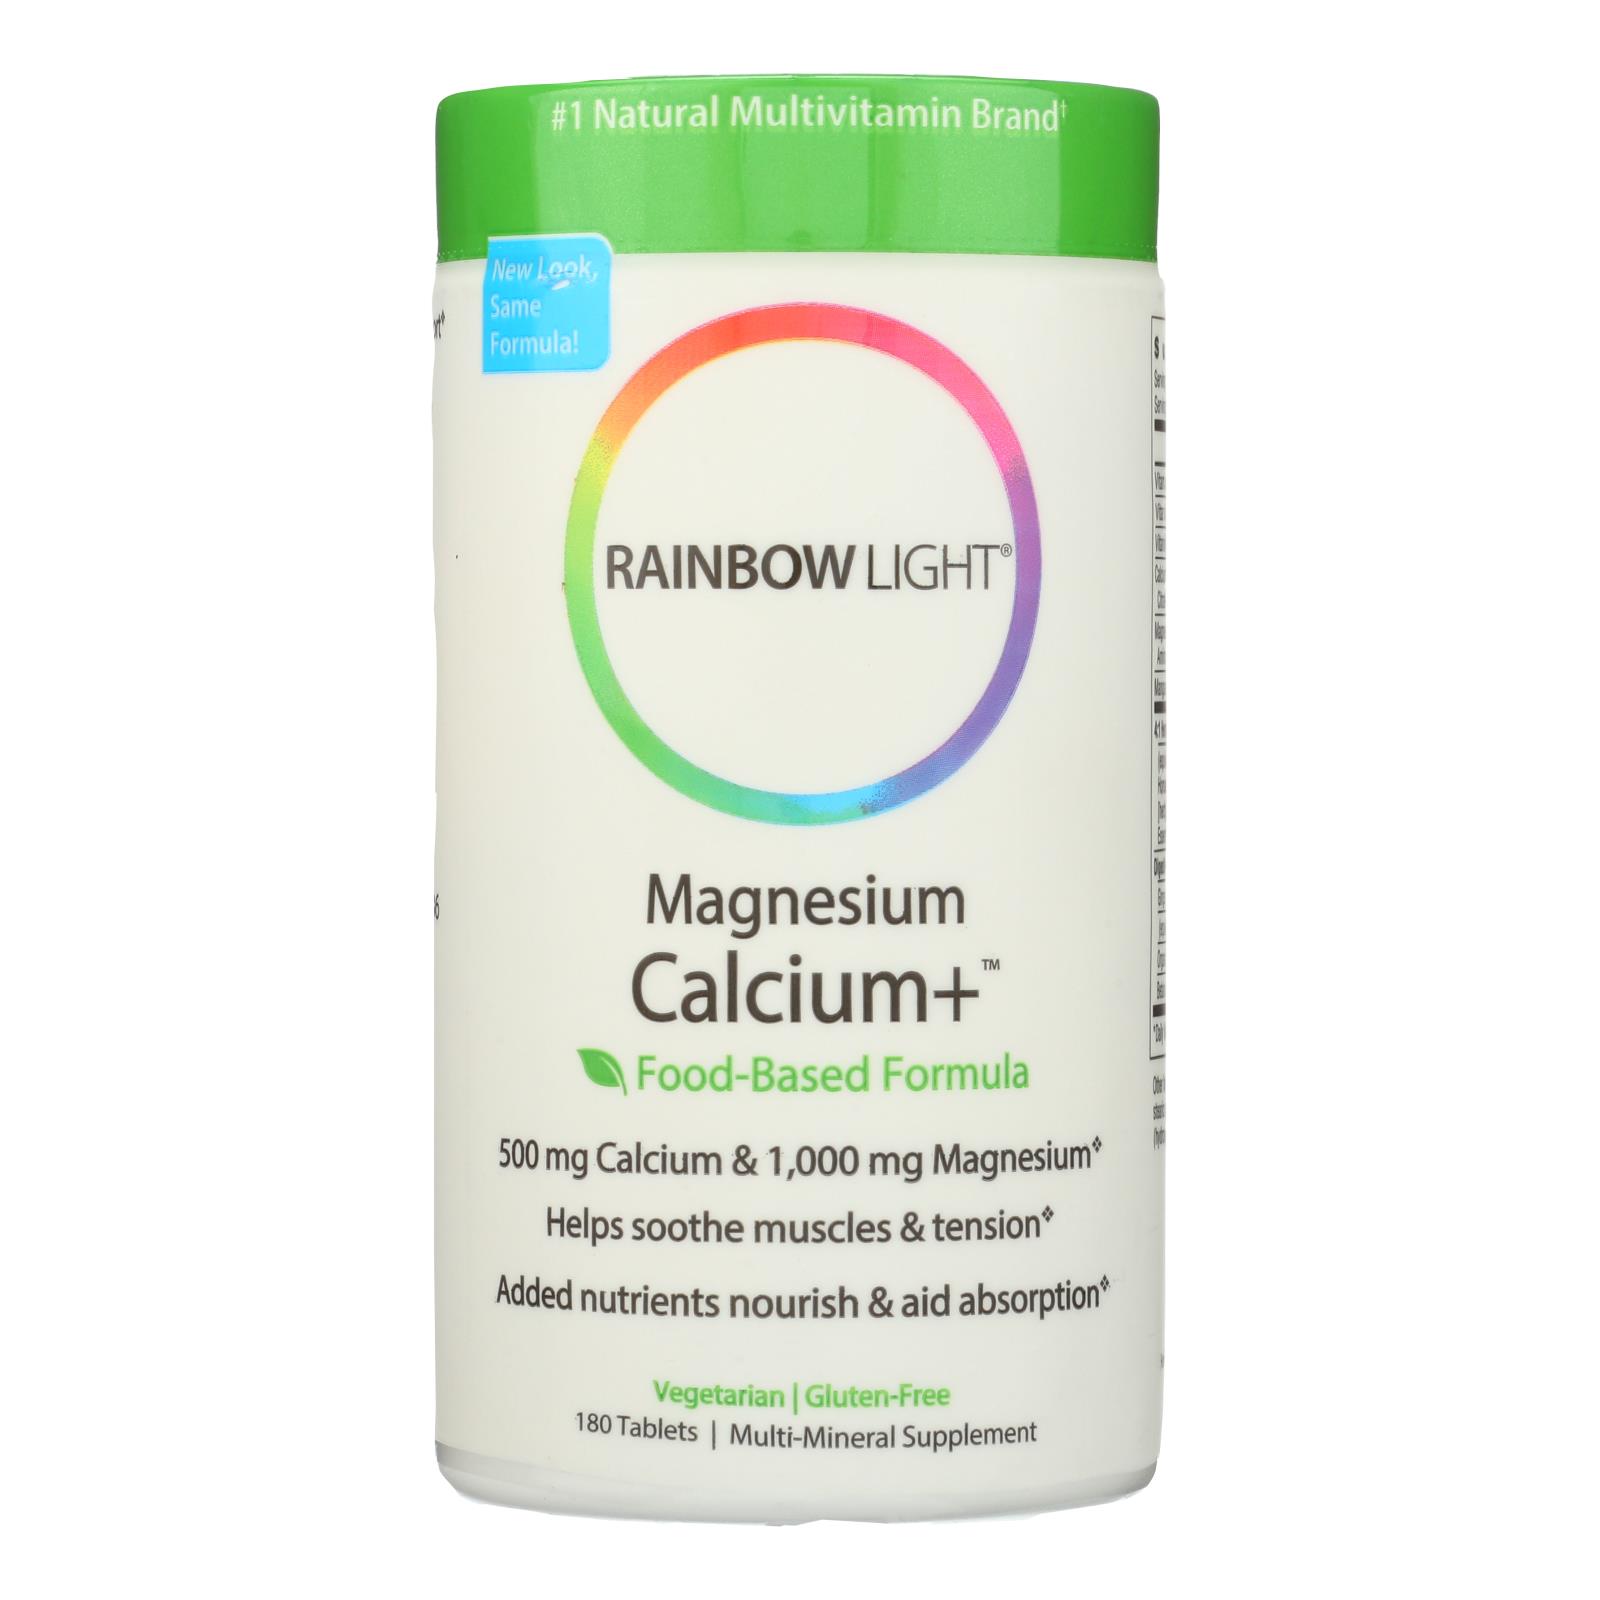 #1 Natural Multivitamin Brand†
New Look,
Same
Formula!
RAINBOW LIGHT®
Magnesium
Calcium+™
Food-Based Formula
500 mg Calcium & 1,000 mg Magnesium❖
Helps soothe muscles & tension❖
Added nutrients nourish & aid absorption❖
Vegetarian | Gluten-Free
180 Tablets | Multi-Mineral Supplement